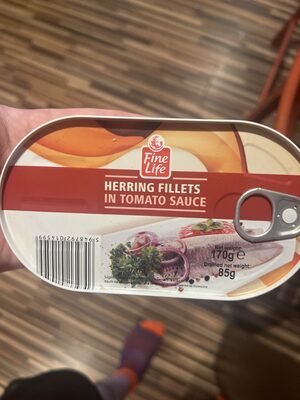 Fine
Life
HERRING FILLETS
IN TOMATO SAUCE
Net weight:
170g e
Drained net weight:
85g